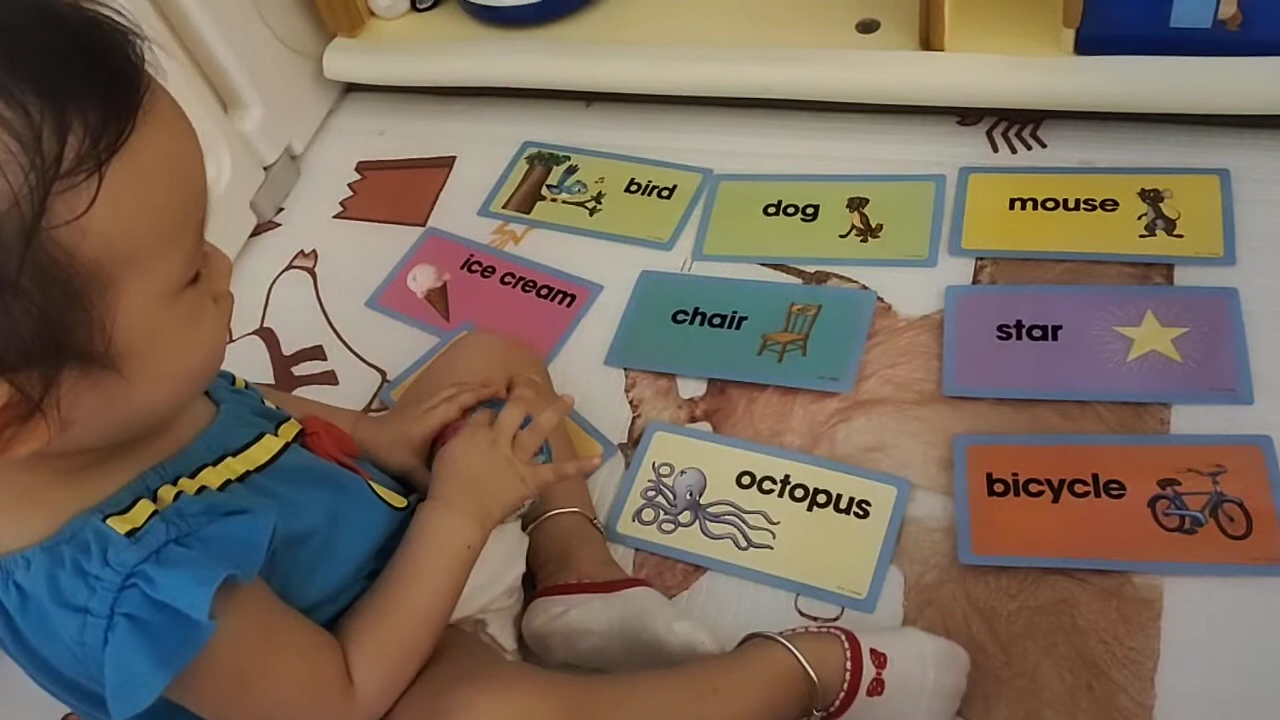 bird
dog
mouse
ice cream
chair
star
octopus
bicycle